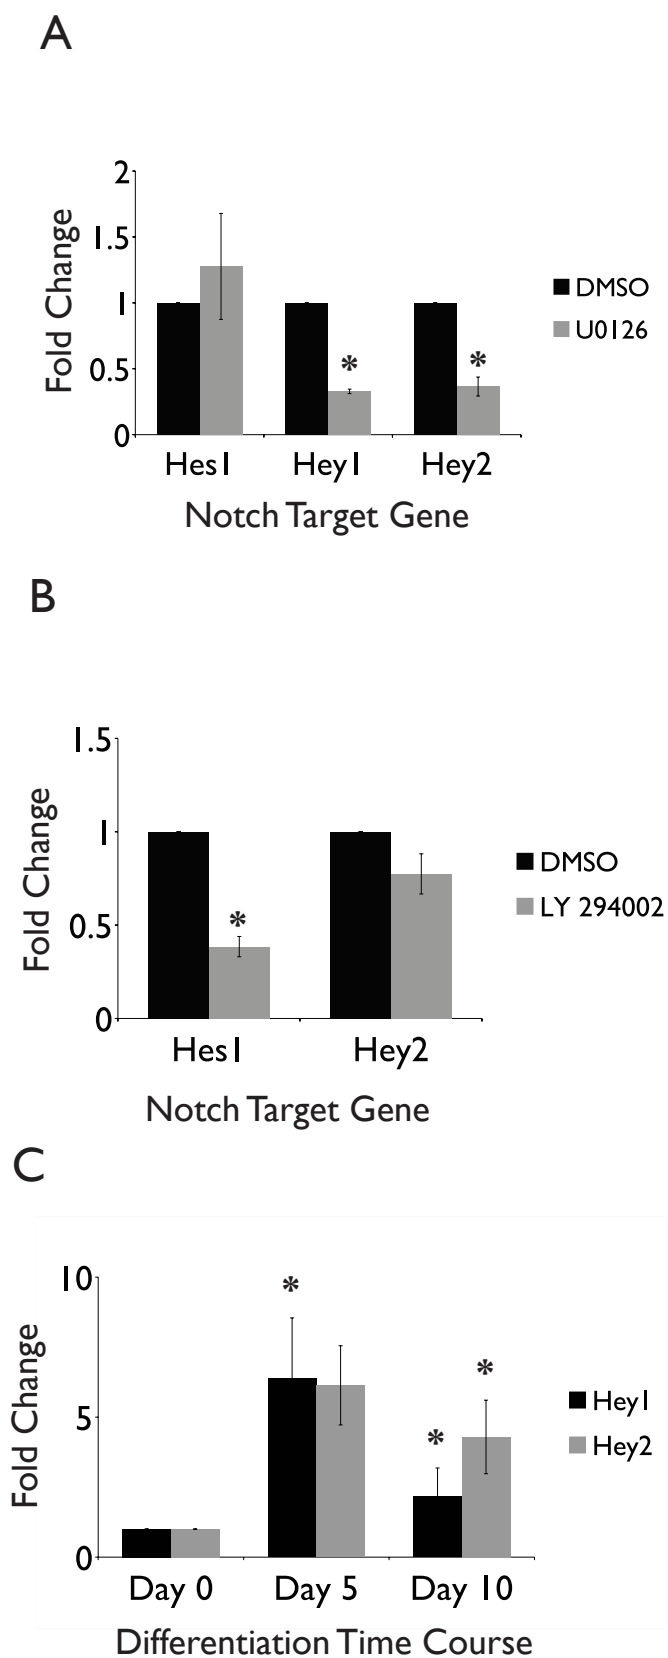 A
2
1.5
1
0.5
0
Fold Change
*
*
DMSO
U0126
Hes1
Hey1
Hey2
Notch Target Gene
B
1.5
1
0.5
0
Fold Change
*
DMSO
LY 294002
Hes1
Hey2
Notch Target Gene
C
10
5
0
Fold Change
*
*
*
Hey1
Hey2
Day 0
Day 5
Day 10
Differentiation Time Course